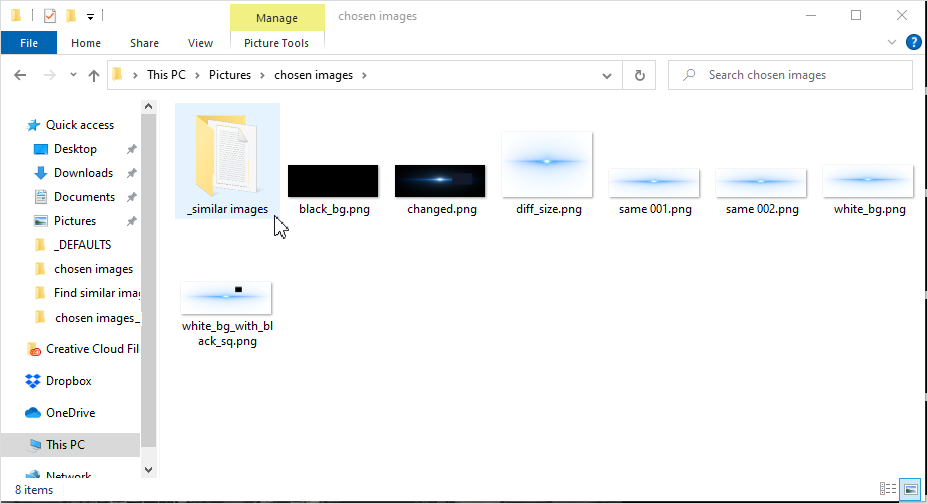 Manage
chosen images
File
Home
Share
View
Picture Tools
This PC
Pictures
chosen images
Search chosen images
Quick access
Desktop
Downloads
Documents
Pictures
_DEFAULTS
chosen images
Find similar ima
chosen images_
Creative Cloud Fil
Dropbox
OneDrive
This PC
Network
_similar images
black_bg.png
changed.png
diff_size.png
same 001.png
same 002.png
white_bg.png
white_bg_with_bl
ack_sq.png
8 items